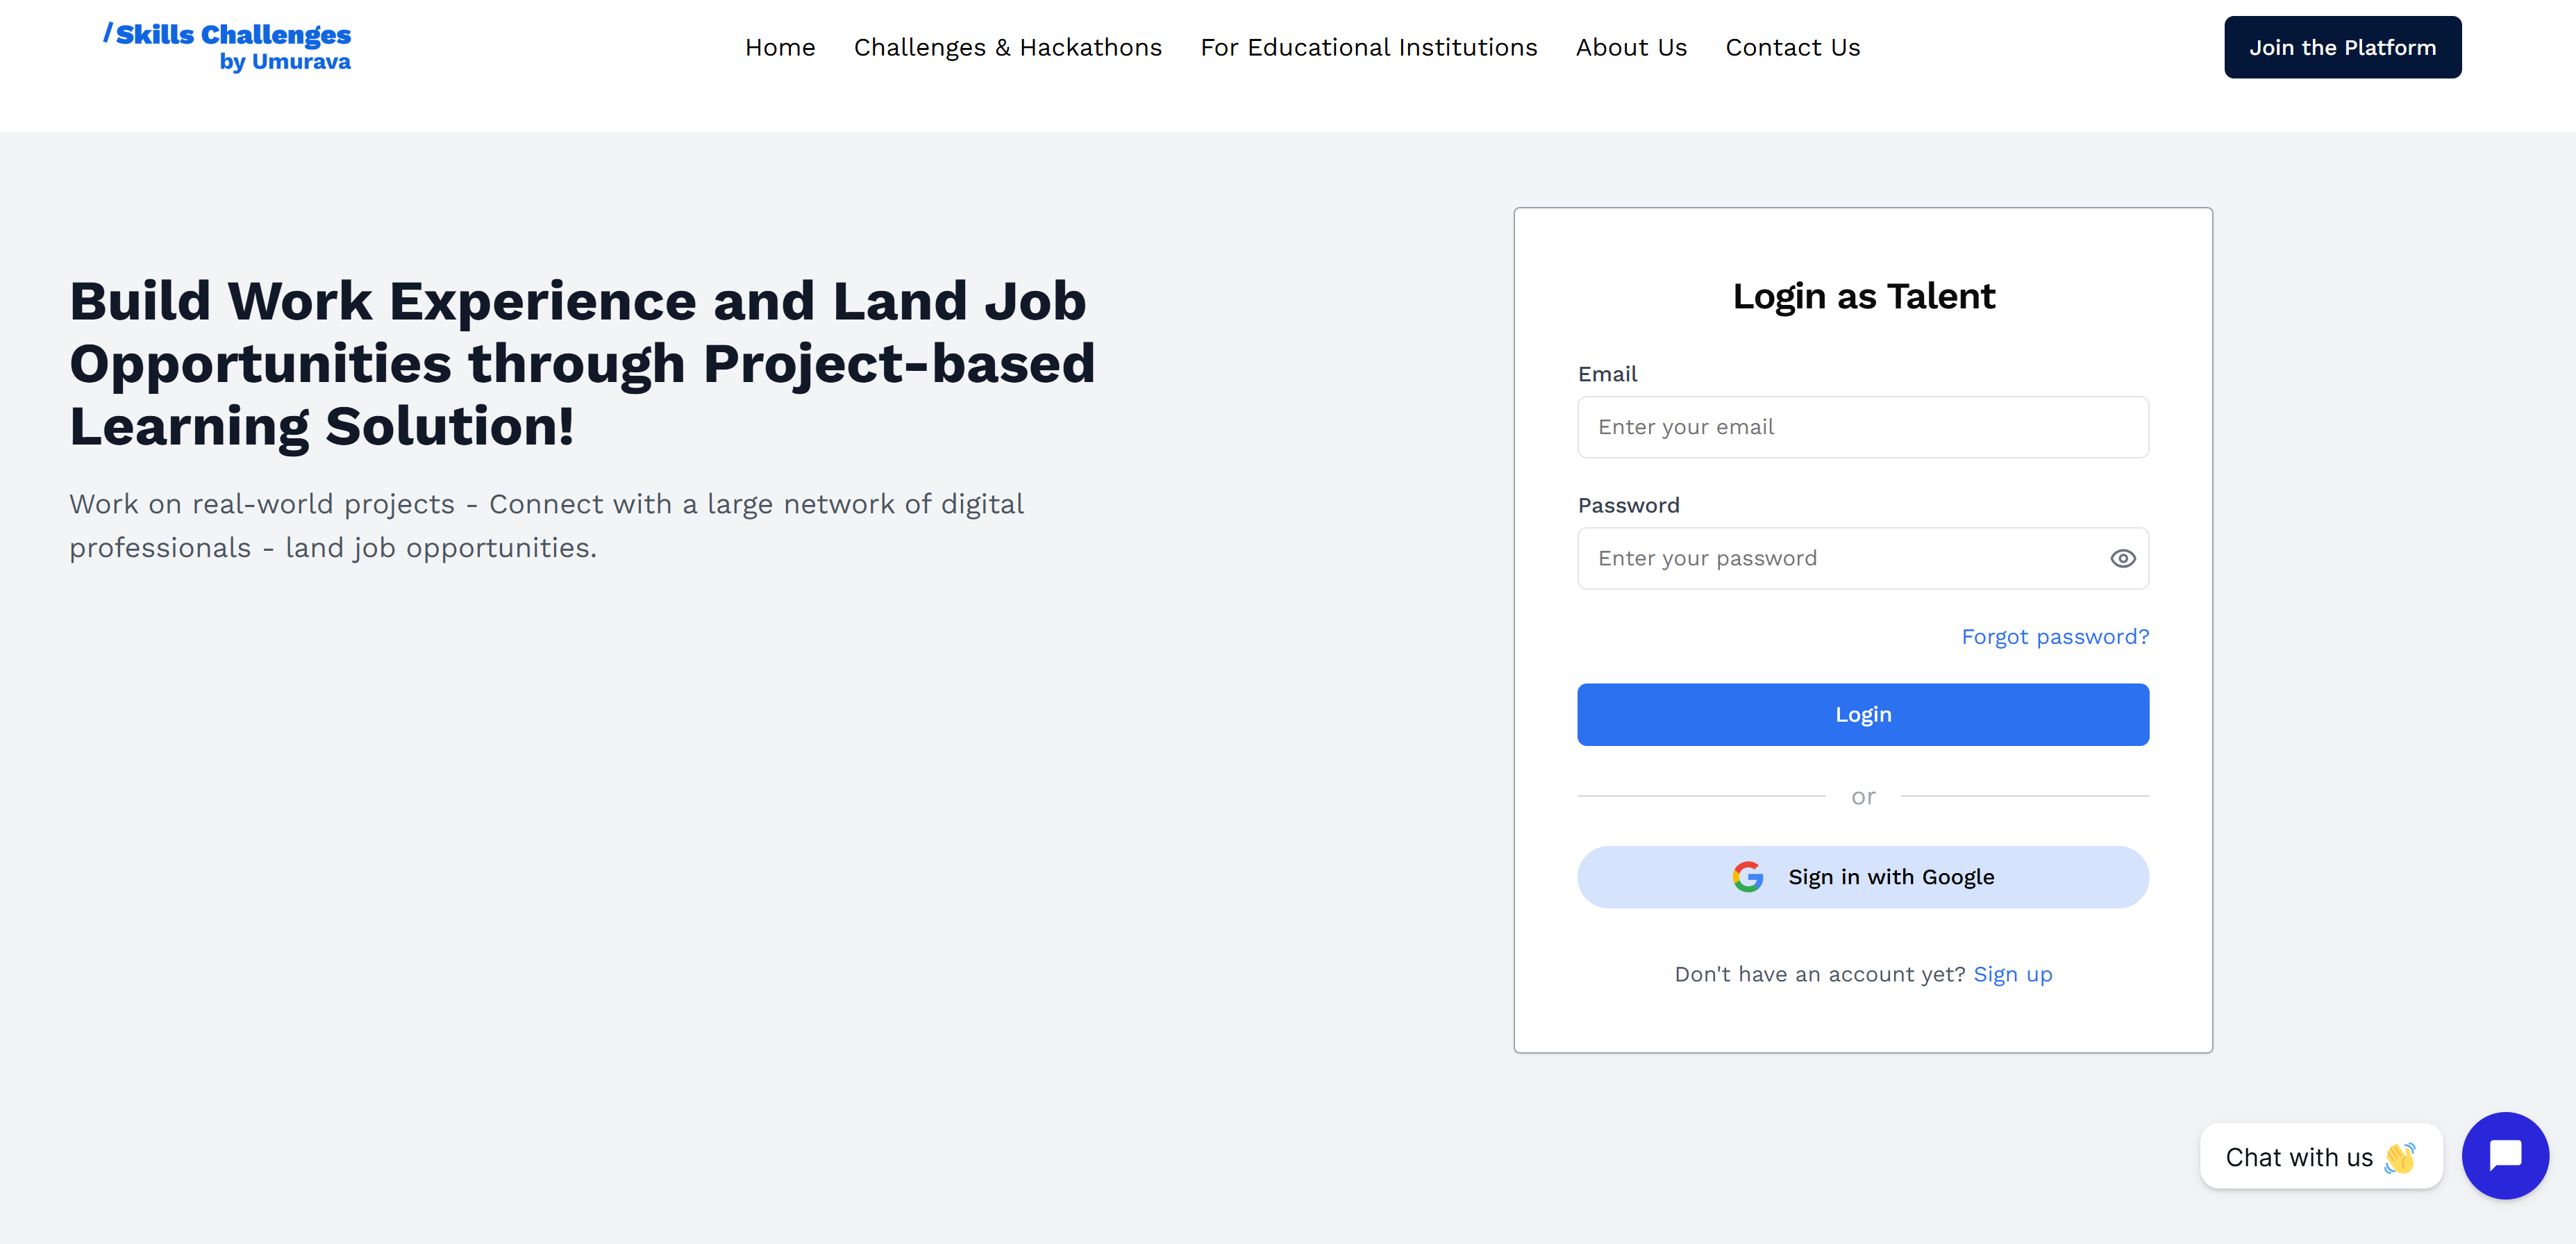 /Skills Challenges
by Umurava
Home
Challenges & Hackathons
For Educational Institutions
About Us
Contact Us
Join the Platform
Build Work Experience and Land Job
Opportunities through Project-based
Learning Solution!
Work on real-world projects - Connect with a large network of digital
professionals - land job opportunities.
Login as Talent
Email
Enter your email
Password
Enter your password
Forgot password?
Login
or
Sign in with Google
Don't have an account yet? Sign up
Chat with us 👋